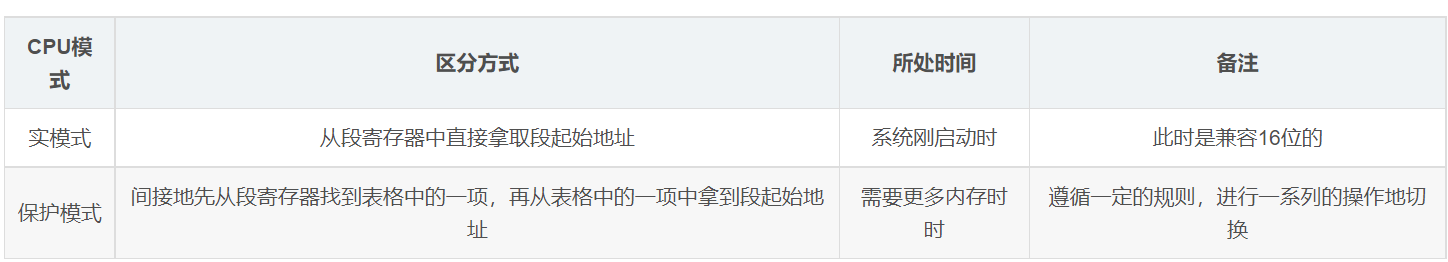 CPU模
式
区分方式
所处时间
备注
实模式
从段寄存器中直接拿取段起始地址
系统刚启动时
此时是兼容16位的
保护模式
间接地先从段寄存器找到表格中的一项，再从表格中的一项中拿到段起始地
址
需要更多内存时
时
遵循一定的规则，进行一系列的操作地切
换